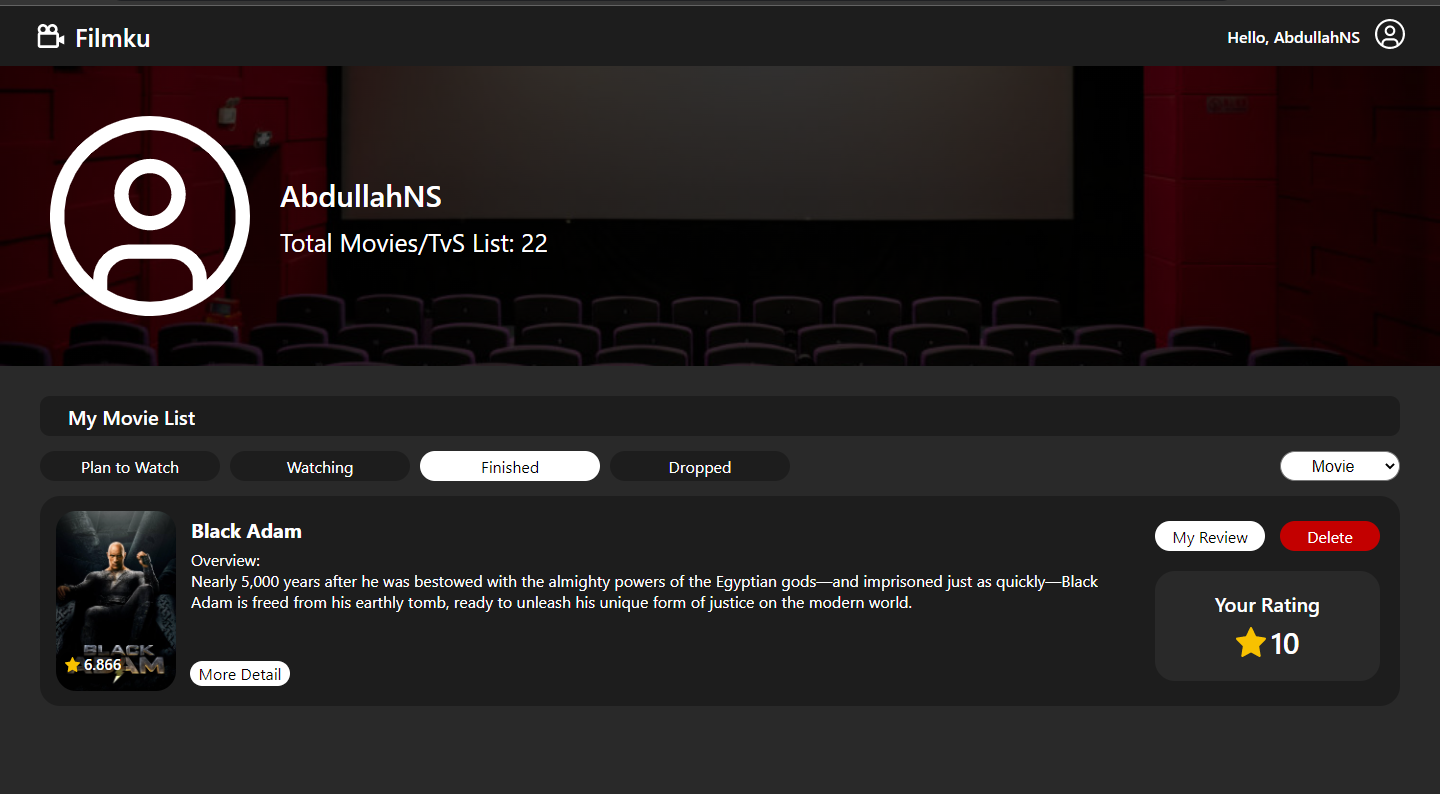 Filmku
Hello, AbdullahNS
AbdullahNS
Total Movies/TvS List: 22
My Movie List
Plan to Watch
Watching
Finished
Dropped
Movie
Black Adam
Overview:
Nearly 5,000 years after he was bestowed with the almighty powers of the Egyptian gods—and imprisoned just as quickly—Black
Adam is freed from his earthly tomb, ready to unleash his unique form of justice on the modern world.
BLACK
ADAM
6.866
More Detail
My Review
Delete
Your Rating
10